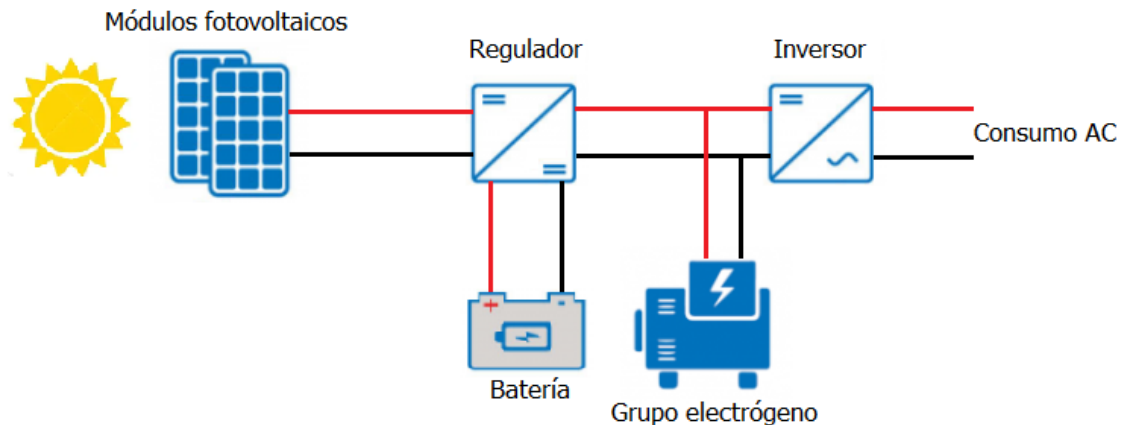 Módulos fotovoltaicos
Regulador
Inversor
Consumo AC
Batería
Grupo electrógeno